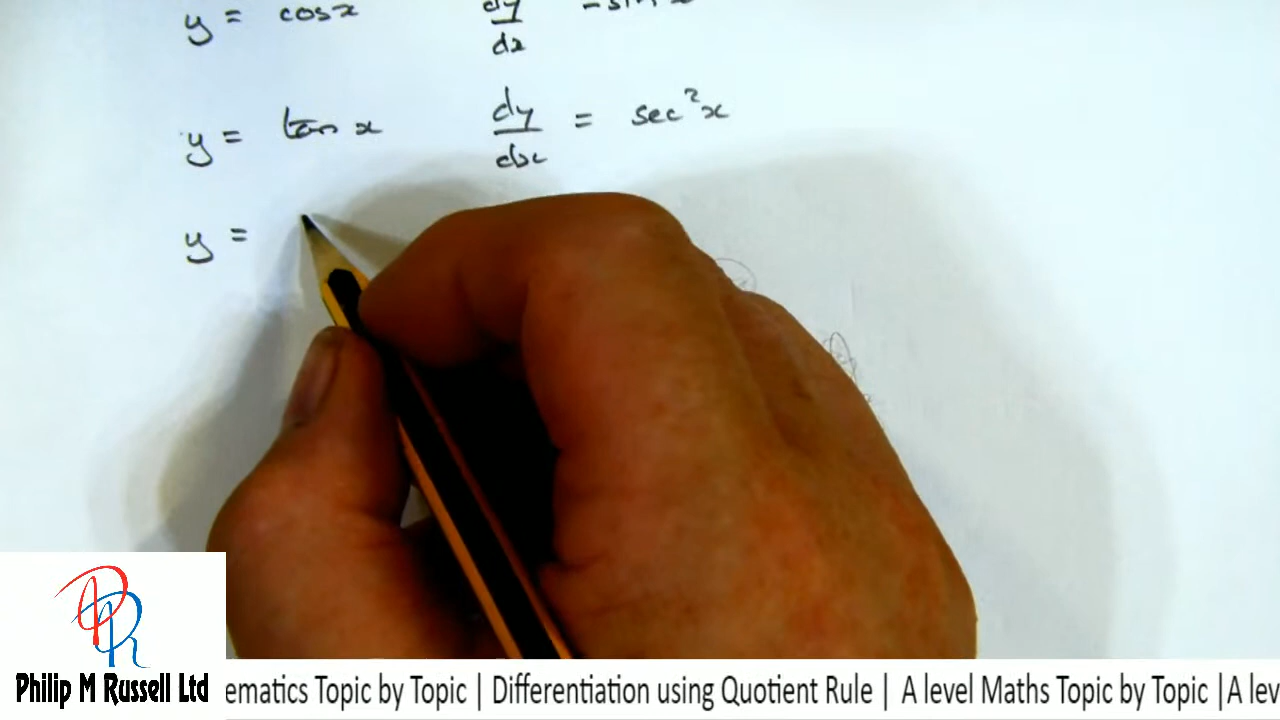 y = cosx dy/dx -sin x
y = tan x dy/dx = sec²x
y =
Philip M Russell Ltd
ematics Topic by Topic | Differentiation using Quotient Rule | A level Maths Topic by Topic |A lev